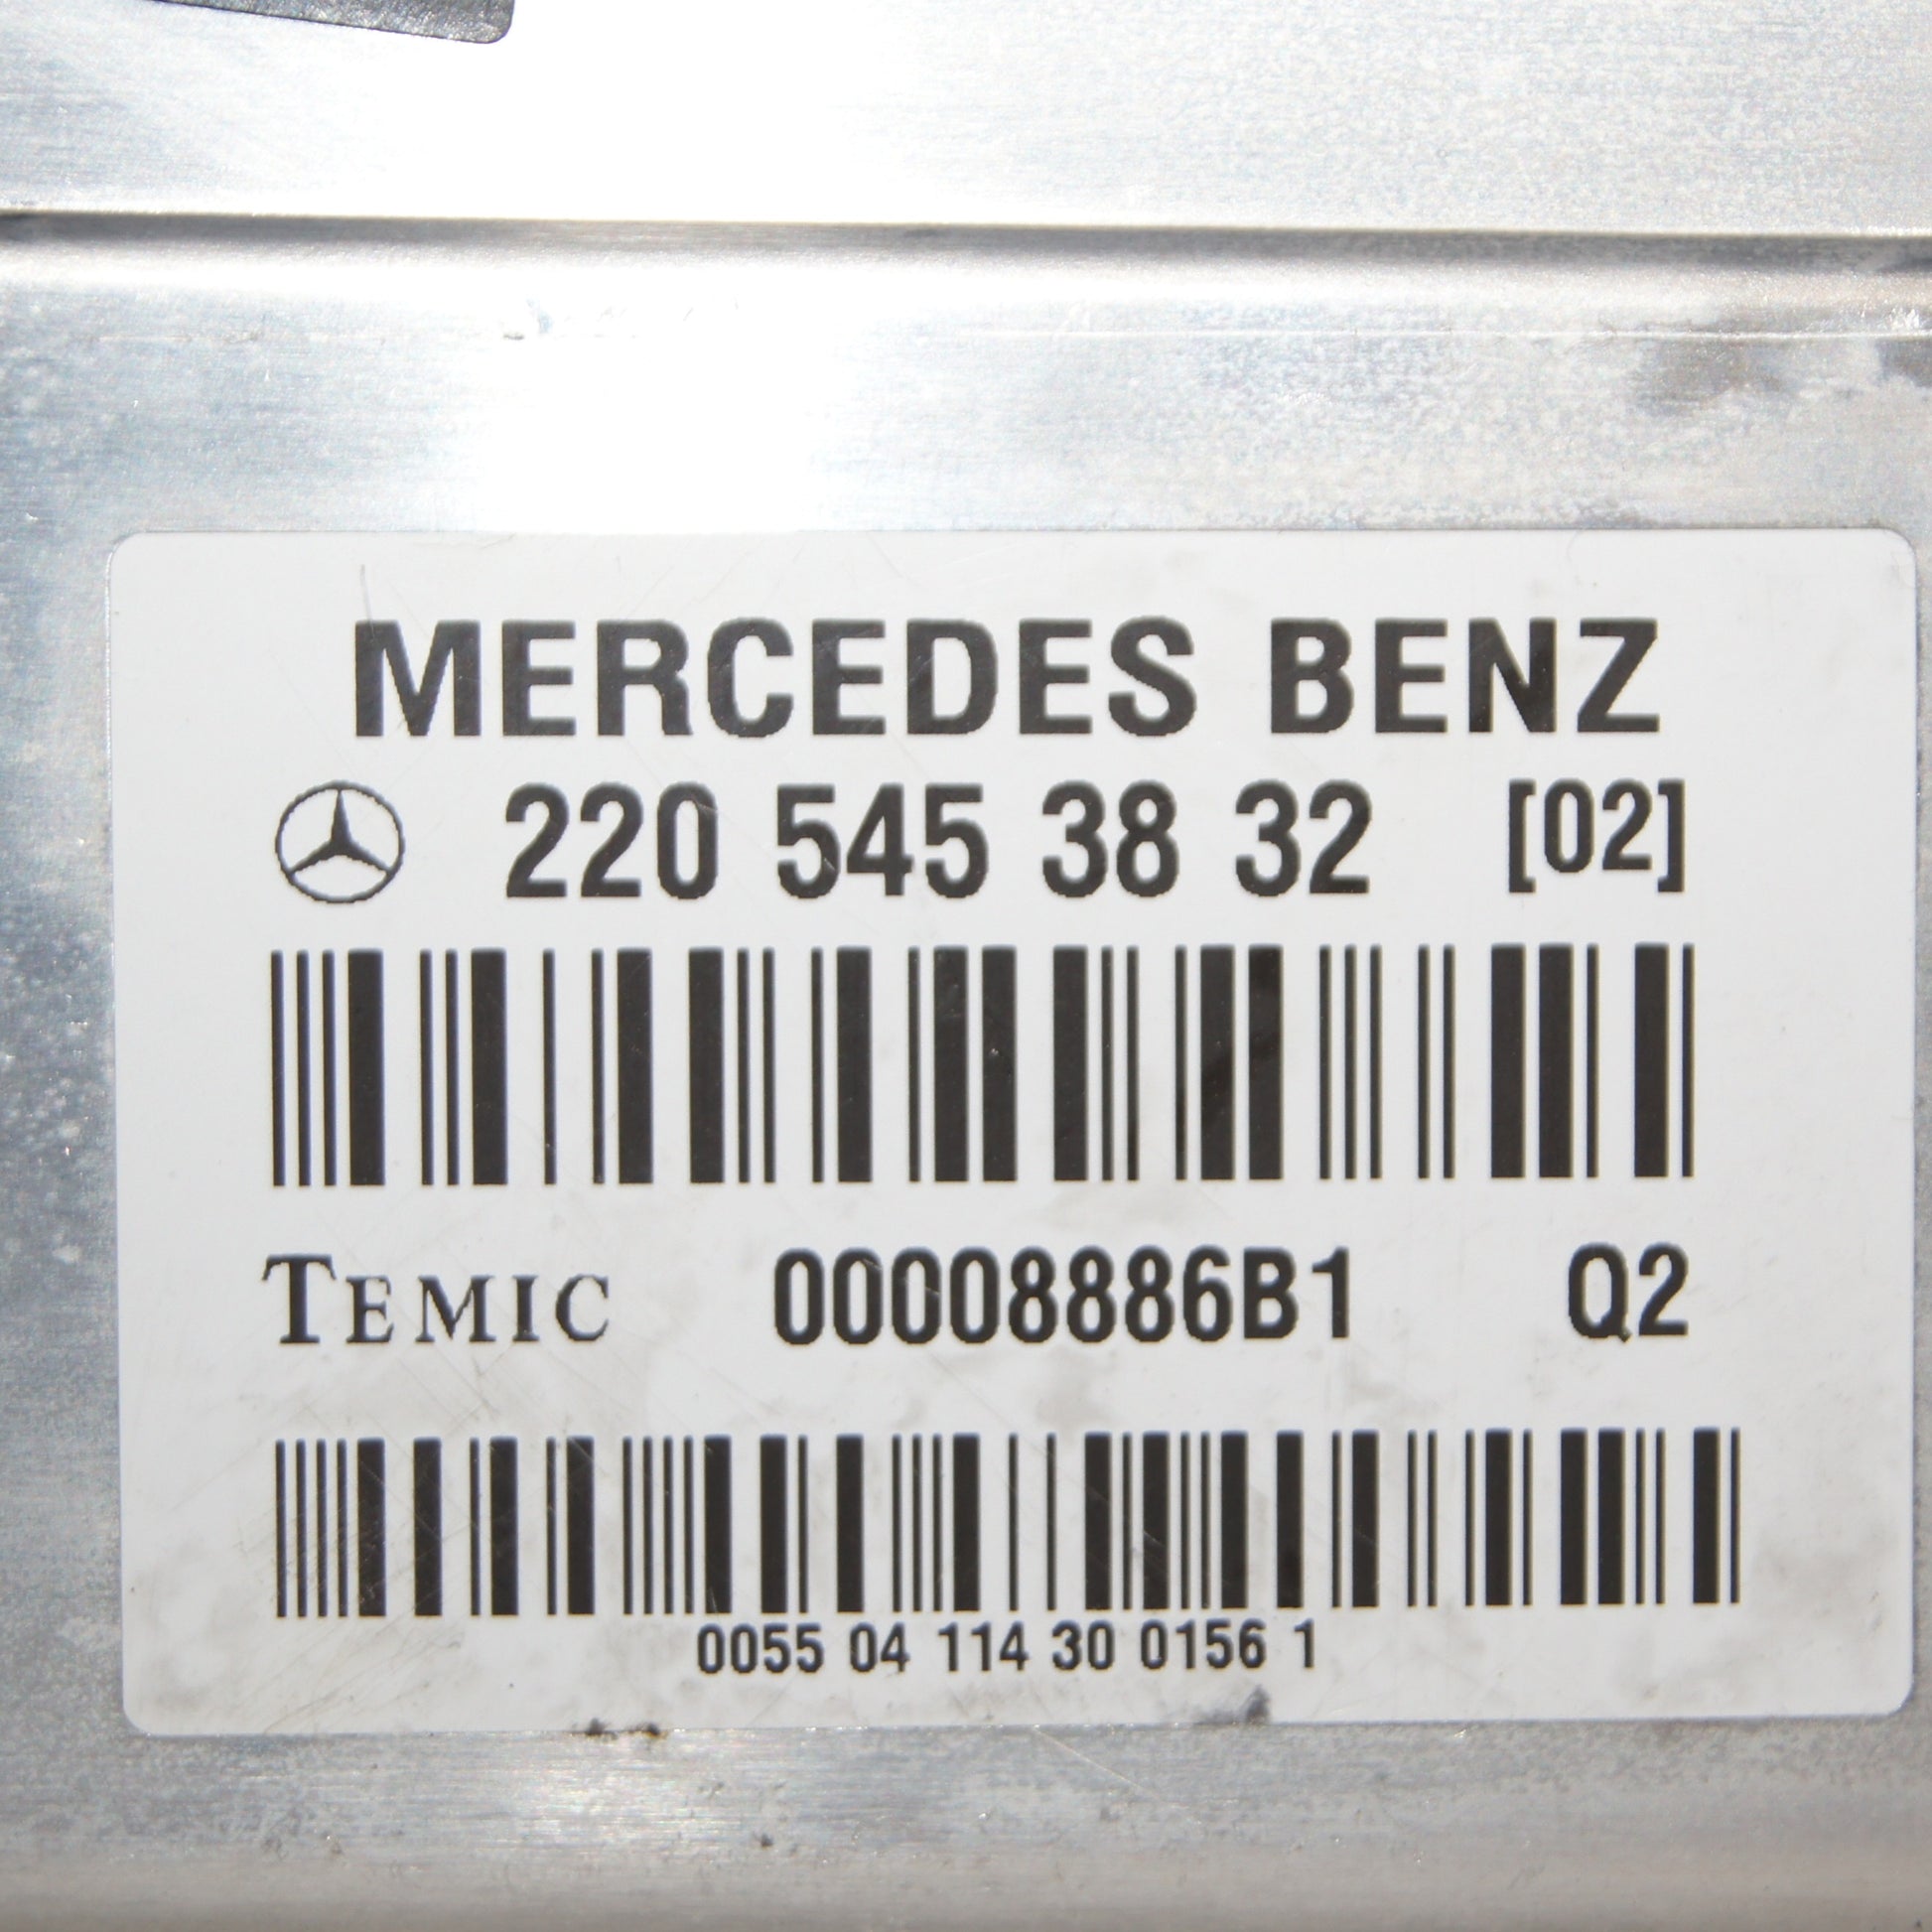 MERCEDES BENZ
220 545 38 32 [02]
TEMIC 00008886B1 Q2
0055 04 114 30 0156 1